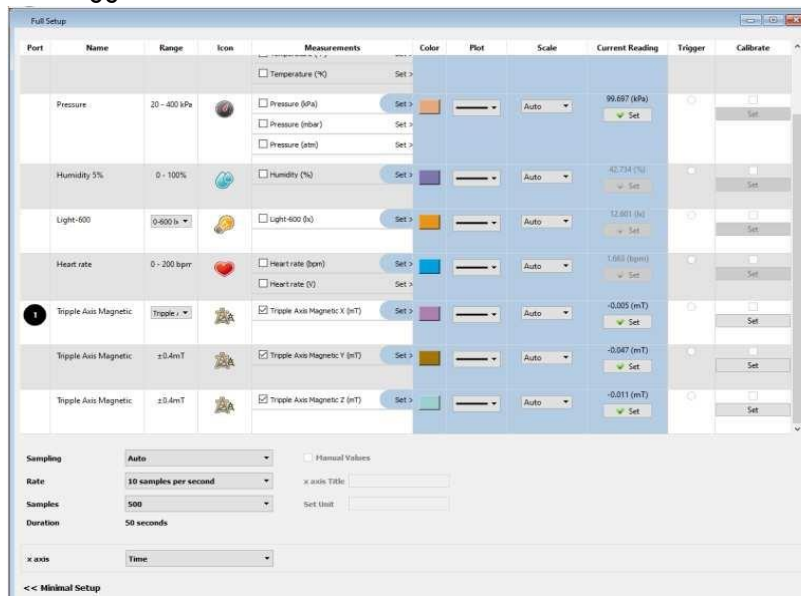 Full Setup
Port Name Range Icon Measurements Color Plot Scale Current Reading Trigger Calibrate
Temperature (°K) Set >
Pressure 20 - 400 kPa Pressure (kPa) Set > Auto 99.697 (kPa)
Set Set
Pressure (mbar) Set >
Pressure (atm) Set >
Humidity 5% 0 - 100% Humidity (%) Set > Auto 42.734 (%)
Set Set
Light-600 0-600 lx Light-600 (lx) Set > Auto 12.601 (lx)
Set Set
Heart rate 0 - 200 bpm Heart rate (bpm) Set > Auto 1.663 (bpm)
Heart rate (V) Set > Set Set
1 Tripple Axis Magnetic Tripple Tripple Axis Magnetic X (mT) Set > Auto -0.005 (mT)
Set Set
Tripple Axis Magnetic ±0.4mT Tripple Axis Magnetic Y (mT) Set > Auto -0.047 (mT)
Set Set
Tripple Axis Magnetic ±0.4mT Tripple Axis Magnetic Z (mT) Set > Auto -0.011 (mT)
Set Set
Sampling Auto Manual Values
Rate 10 samples per second x axis Title
Samples 500 Set Unit
Duration 50 seconds
x axis Time
<< Minimal Setup